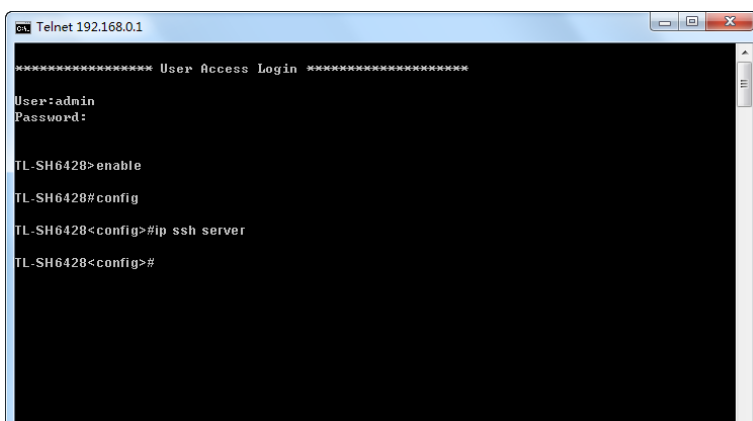 Telnet 192.168.0.1
***************** User Access Login ********************
User:admin
Password:
TL-SH6428>enable
TL-SH6428#config
TL-SH6428<config>#ip ssh server
TL-SH6428<config>#